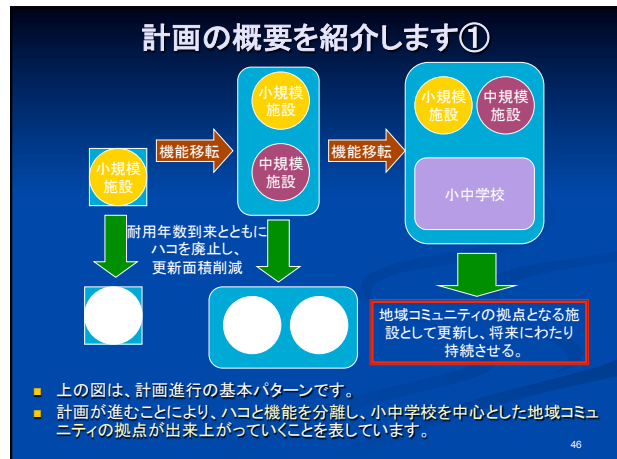 計画の概要を紹介します①
小規模
施設
機能移転
小規模
施設
中規模
施設
機能移転
小規模
施設
中規模
施設
小中学校
耐用年数到来とともに
ハコを廃止し、
更新面積削減
地域コミュニティの拠点となる施
設として更新し、将来にわたり
持続させる。
上の図は、計画進行の基本パターンです。
計画が進むことにより、ハコと機能を分離し、小中学校を中心とした地域コミュ
ニティの拠点が出来上がっていくことを表しています。
46